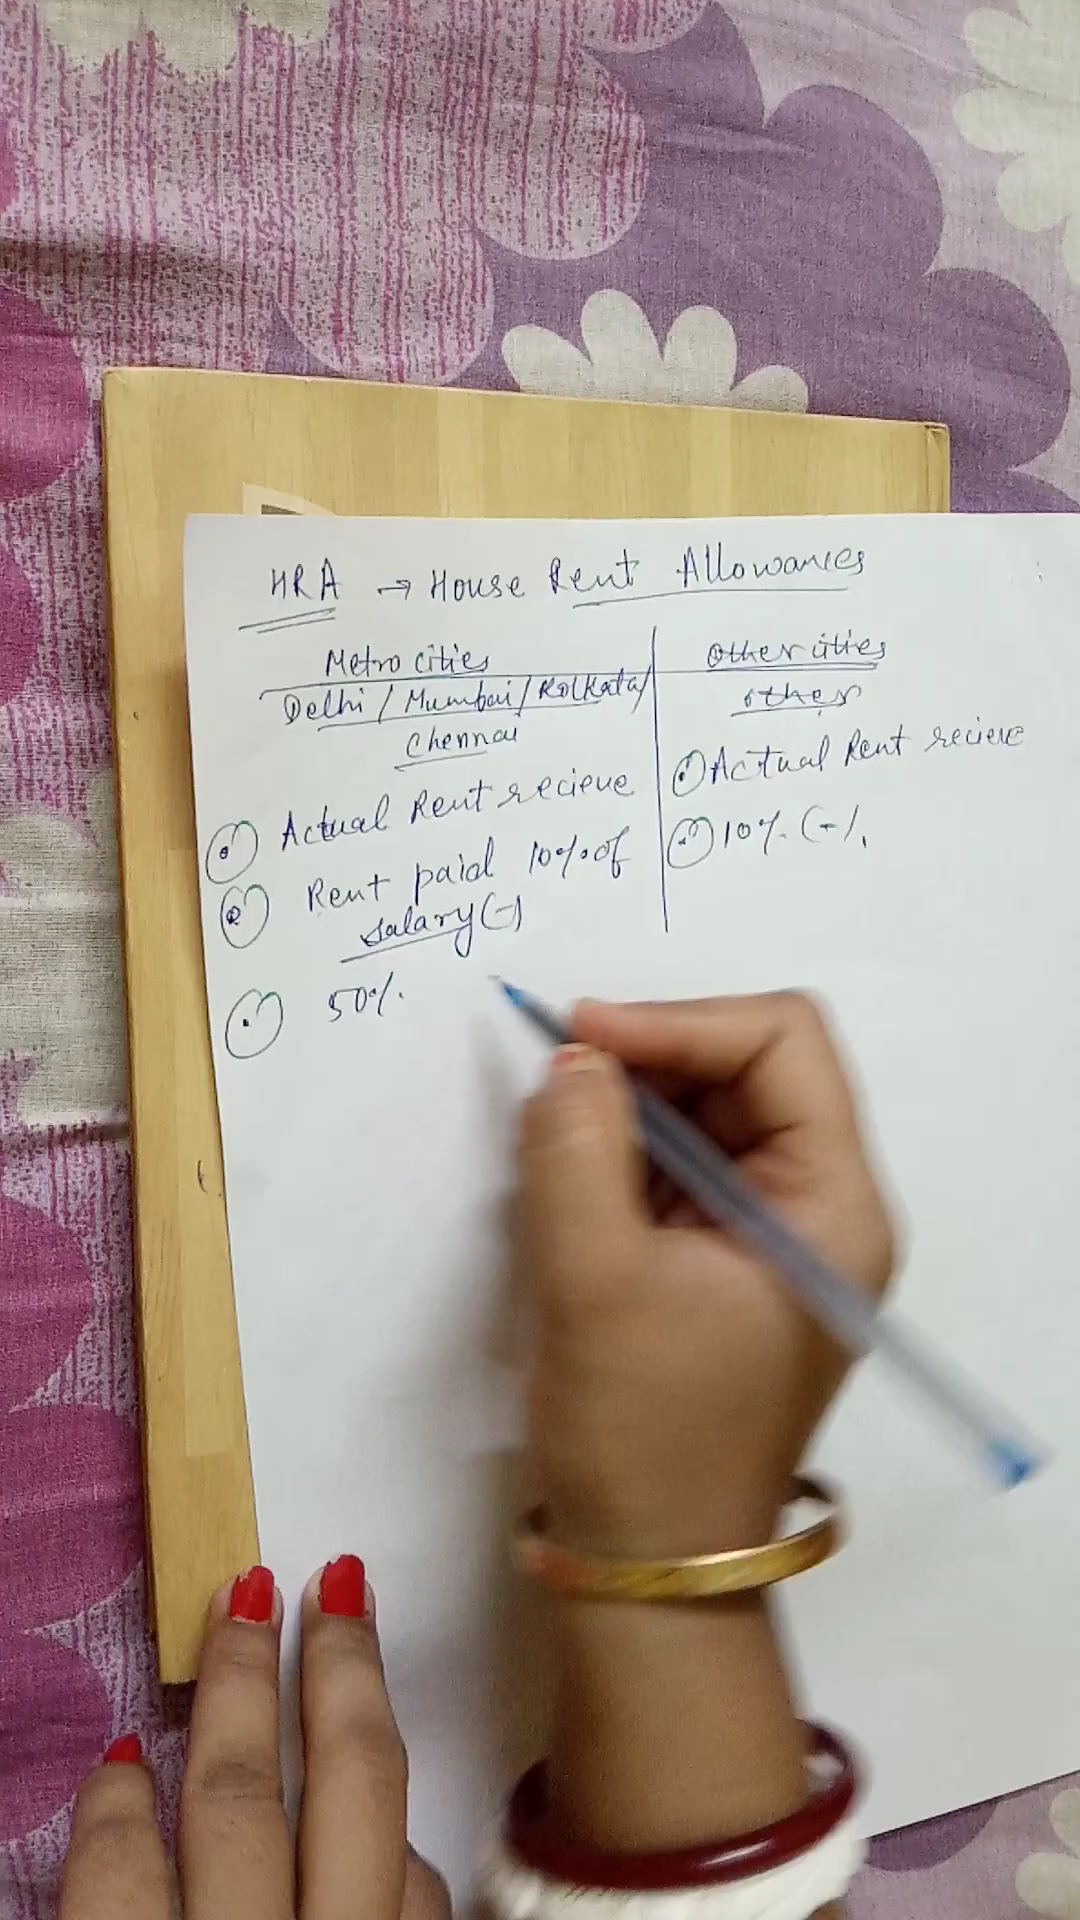 HRA → House Rent Allowances
Metro cities
Delhi / Mumbai / Kolkata/
Chennai
Actual Rent recieve
Rent paid 10% of
salary (-)
50%.
Other cities
other
Actual Rent recieve
10%. (-).